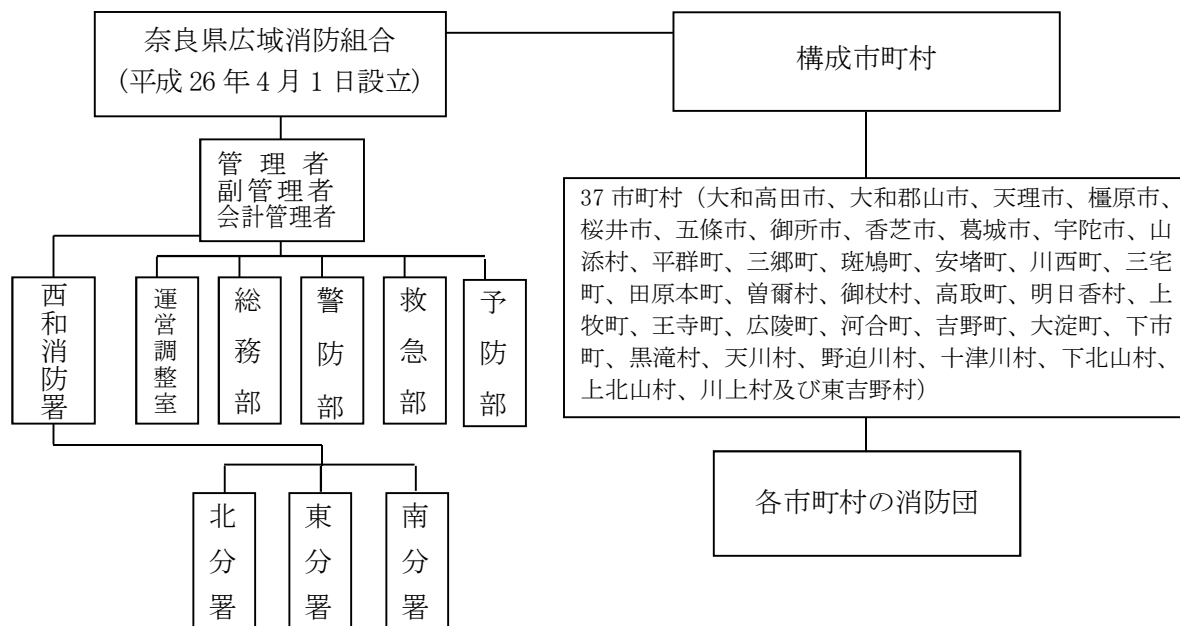 奈良県広域消防組合
(平成 26 年 4 月 1 日設立)
構成市町村
管理者
副管理者
会計管理者
37 市町村（大和高田市、大和郡山市、天理市、橿原市、
桜井市、五條市、御所市、香芝市、葛城市、宇陀市、山
添村、平群町、三郷町、斑鳩町、安堵町、川西町、三宅
町、田原本町、曽爾村、御杖村、高取町、明日香村、上
牧町、王寺町、広陵町、河合町、吉野町、大淀町、下市
町、黒滝村、天川村、野迫川村、十津川村、下北山村、
上北山村、川上村及び東吉野村）
西和消防署
運営調整室
総務部
警防部
救急部
予防部
各市町村の消防団
北分署
東分署
南分署